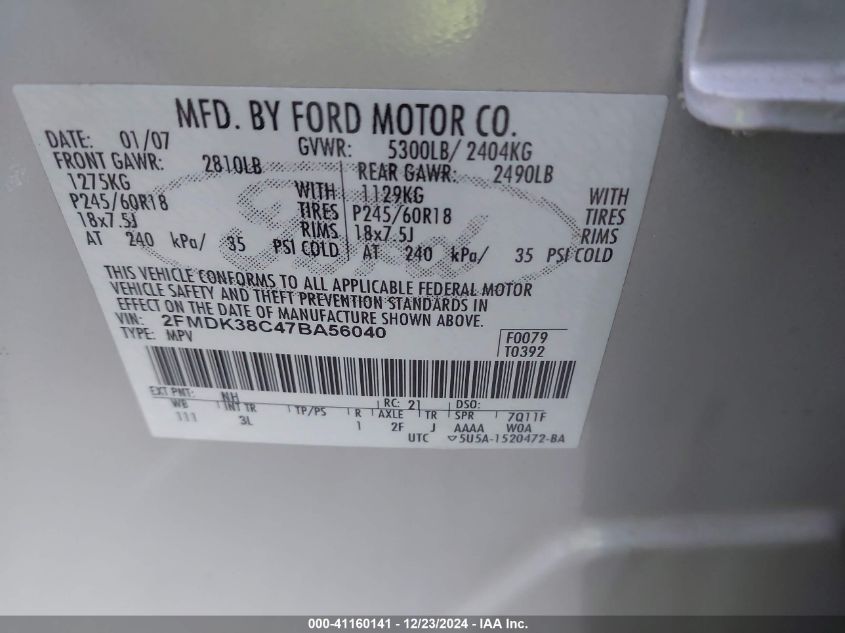 MFD. BY FORD MOTOR CO.
DATE: 01/07 GVWR: 5300LB/ 2404KG
FRONT GAWR: 2810LB REAR GAWR: 2490LB
1275KG WITH 1129KG WITH
P245/60R18 TIRES P245/60R18 TIRES
18x7.5J RIMS 18x7.5J RIMS
AT 240 kPa/ 35 PSI COLD AT 240 kPa/ 35 PSI COLD
THIS VEHICLE CONFORMS TO ALL APPLICABLE FEDERAL MOTOR
VEHICLE SAFETY AND THEFT PREVENTION STANDARDS IN
EFFECT ON THE DATE OF MANUFACTURE SHOWN ABOVE.
VIN: 2FMDK38C47BA56040
TYPE: MPV
F0079
T0392
EXT PNT: NH RC: 21 DSO:
WB INT TR TP/PS R AXLE TR SPR 7Q11F
111 3L 1 2F J AAAA W0A
UTC 5U5A-1520472-BA
Ford
000-41160141 - 12/23/2024 - IAA Inc.